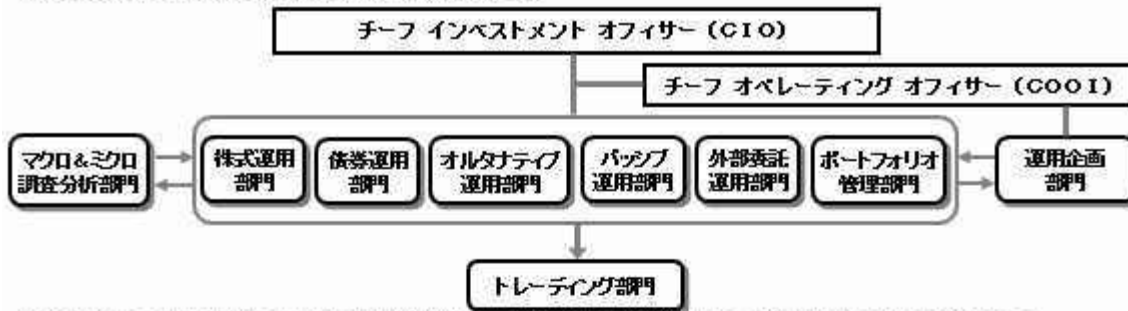 チーフ インベストメント オフィサー (CIO)
チーフ オペレーティング オフィサー (COOI)
マクロ&ミクロ
調査分析部門
株式運用
部門
債券運用
部門
オルタナティブ
運用部門
パッシブ
運用部門
外部委託
運用部門
ポートフォリオ
管理部門
運用企画
部門
トレーディング部門